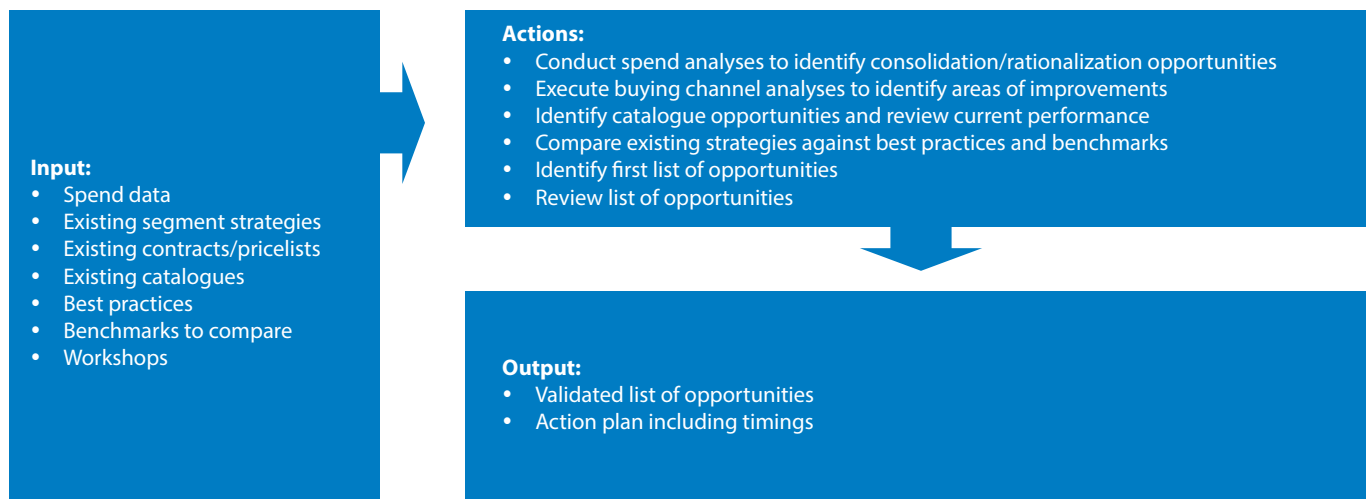 Input:
• Spend data
• Existing segment strategies
• Existing contracts/pricelists
• Existing catalogues
• Best practices
• Benchmarks to compare
• Workshops
Actions:
• Conduct spend analyses to identify consolidation/rationalization opportunities
• Execute buying channel analyses to identify areas of improvements
• Identify catalogue opportunities and review current performance
• Compare existing strategies against best practices and benchmarks
• Identify first list of opportunities
• Review list of opportunities
Output:
• Validated list of opportunities
• Action plan including timings